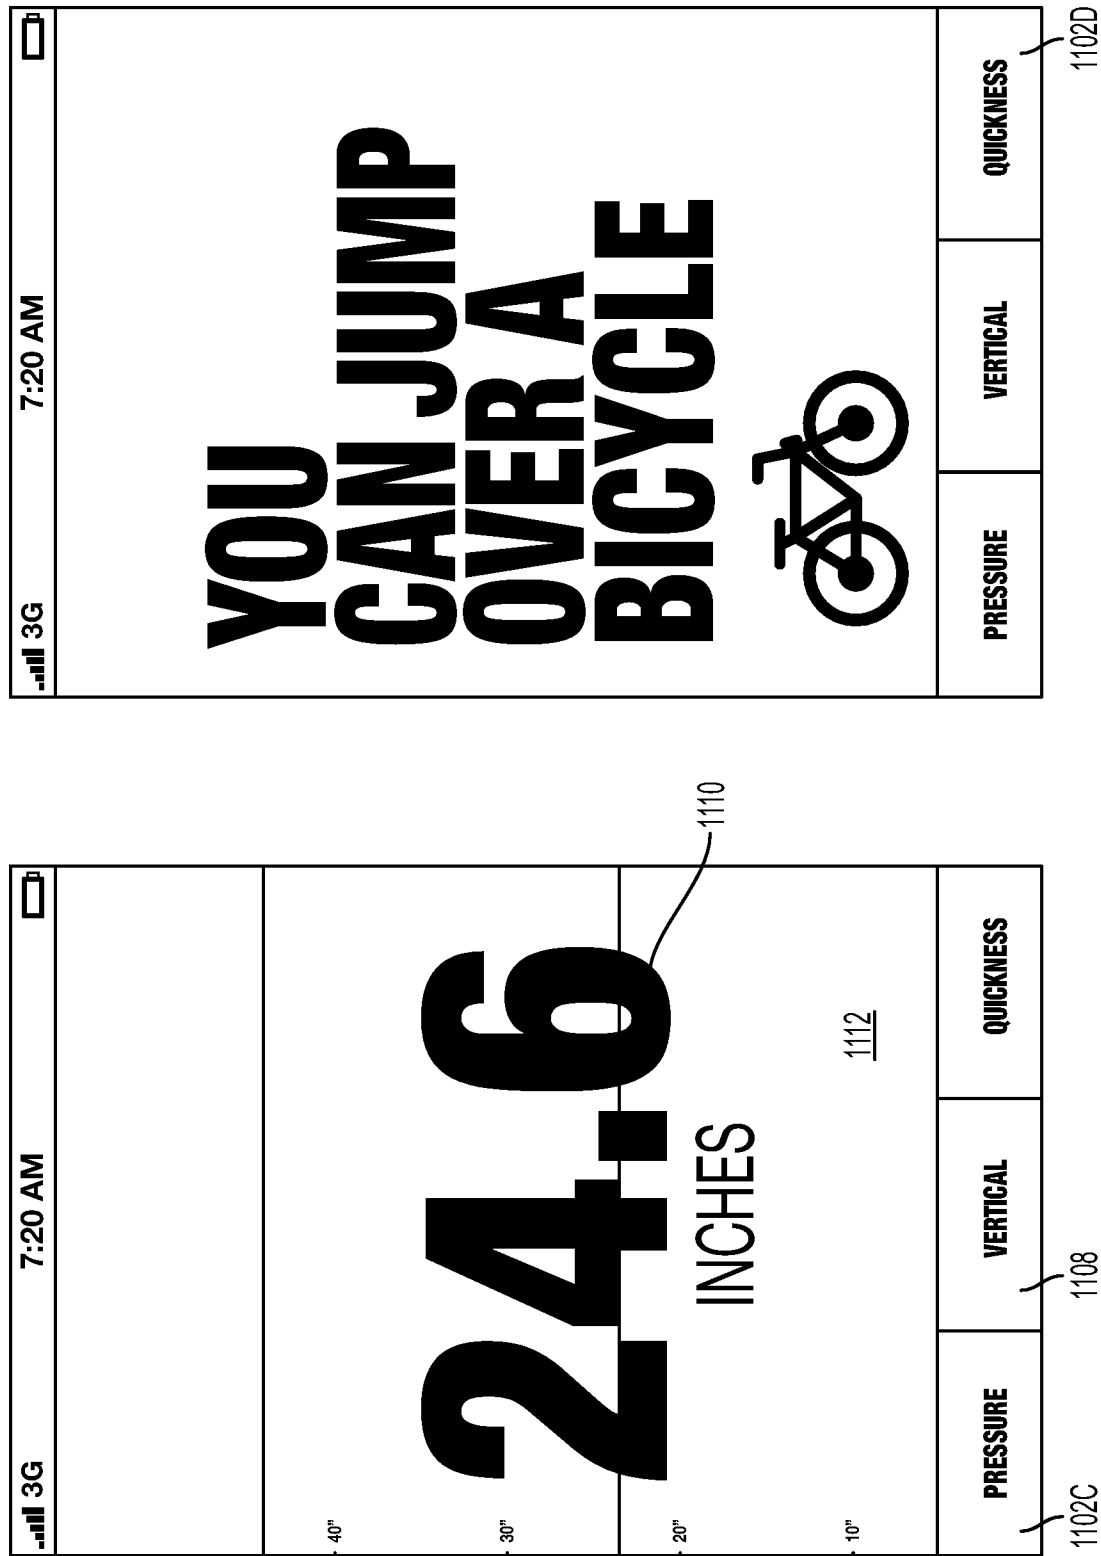 3G 7:20 AM
40"
30"
24.6
INCHES
20"
10"
1110
1112
PRESSURE VERTICAL QUICKNESS
1102C
1108
3G 7:20 AM
YOU
CAN JUMP
OVER A
BICYCLE
PRESSURE VERTICAL QUICKNESS
1102D